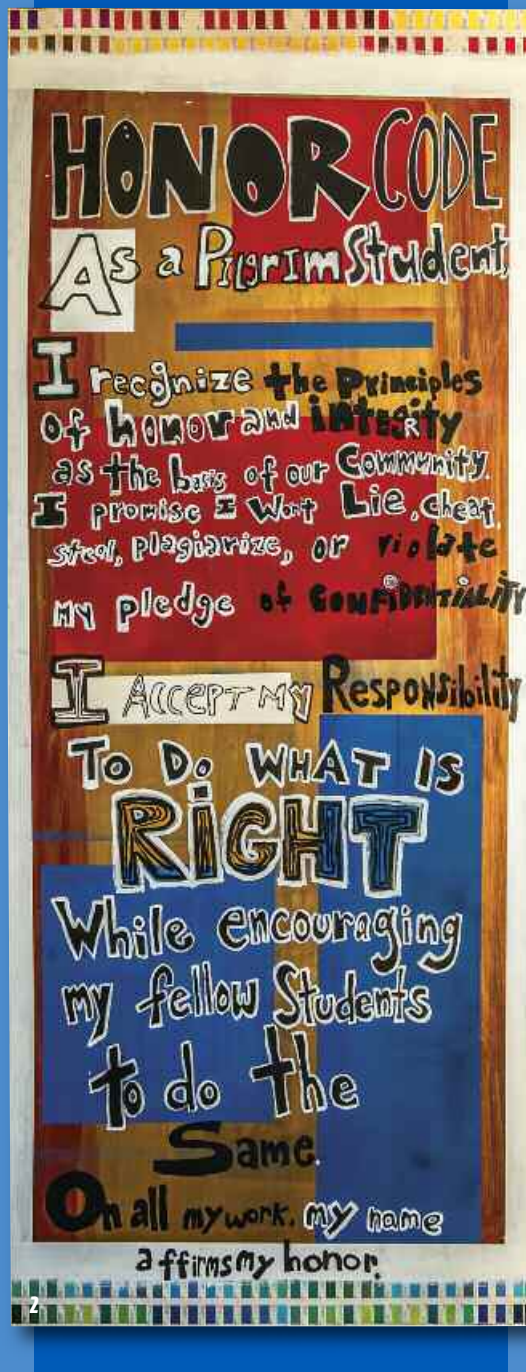 HONOR CODE
As a PilgrIm Student,
I recognize the Principles
of honor and inteGRity
as the basis of our Community.
I promise I Won't Lie, cheat,
steal, plagiarize, or violate
my pledge of CONFiDENTiALITY
I ACCEPT My Responsibility
To Do WHAT IS
RiGHT
While encouraging
my fellow Students
to do the
Same.
On all my work, my name
affirms my honor.
2